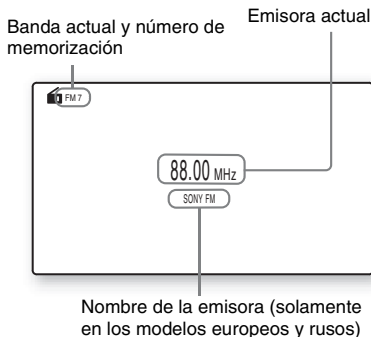 Banda actual y número de
memorización
Emisora actual
FM 7
88.00 MHz
SONY FM
Nombre de la emisora (solamente
en los modelos europeos y rusos)